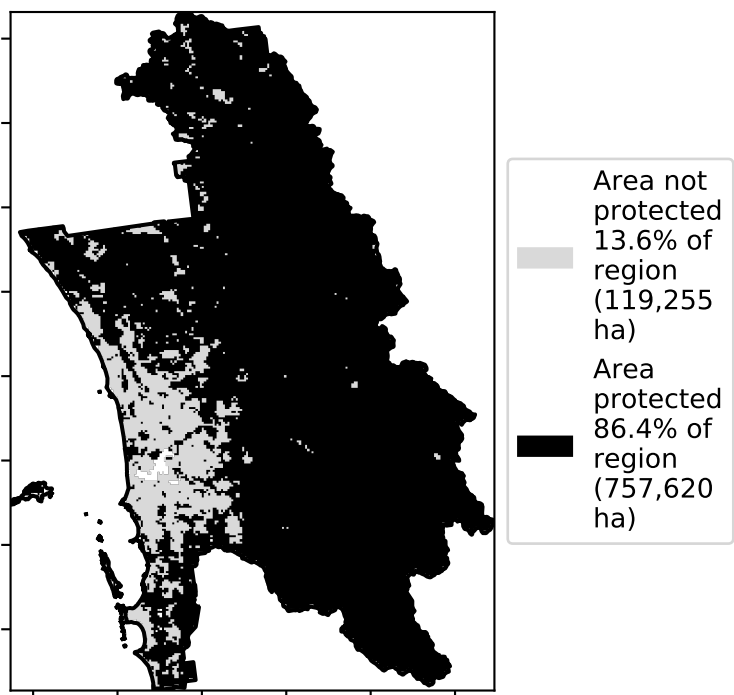 Area not
protected
13.6% of
region
(119,255
ha)
Area
protected
86.4% of
region
(757,620
ha)